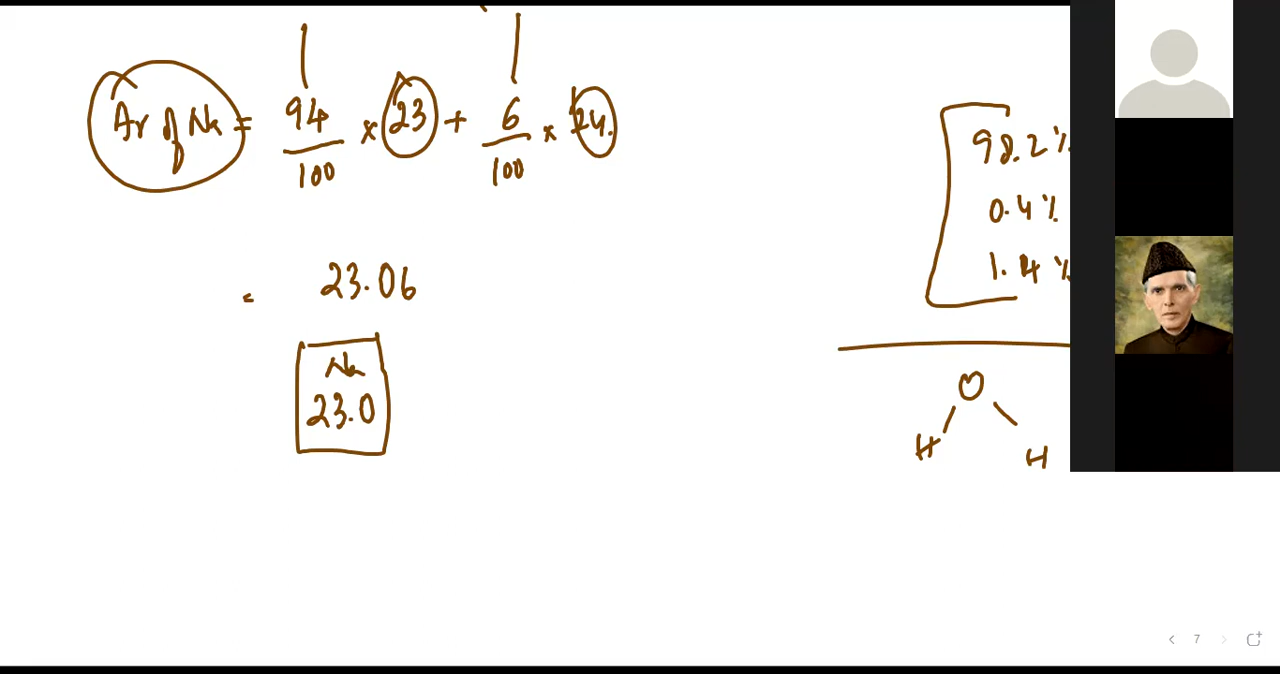 Ar of Na = 94/100 × 23 + 6/100 × 24.
= 23.06
Na
23.0
98.2%
0.4%
1.4%
O
H H
7